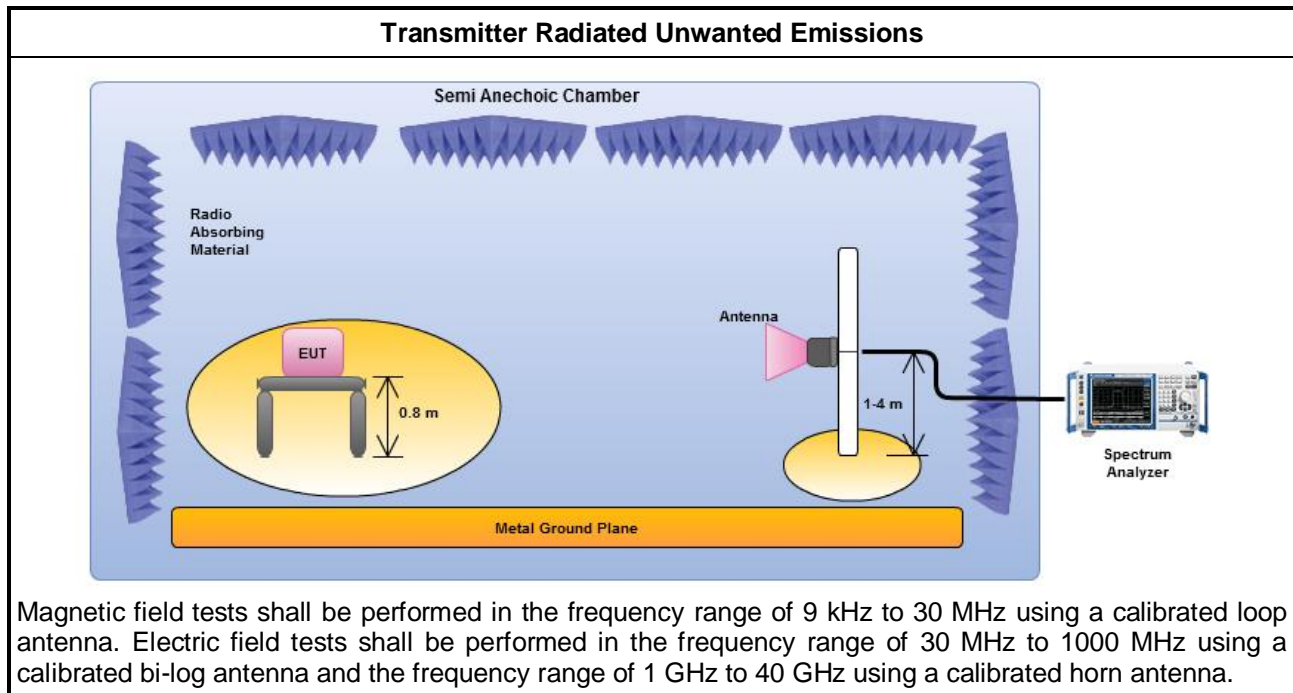 Transmitter Radiated Unwanted Emissions
Semi Anechoic Chamber
Radio
Absorbing
Material
Antenna
EUT
0.8 m
1-4 m
Spectrum
Analyzer
Metal Ground Plane
Magnetic field tests shall be performed in the frequency range of 9 kHz to 30 MHz using a calibrated loop
antenna. Electric field tests shall be performed in the frequency range of 30 MHz to 1000 MHz using a
calibrated bi-log antenna and the frequency range of 1 GHz to 40 GHz using a calibrated horn antenna.